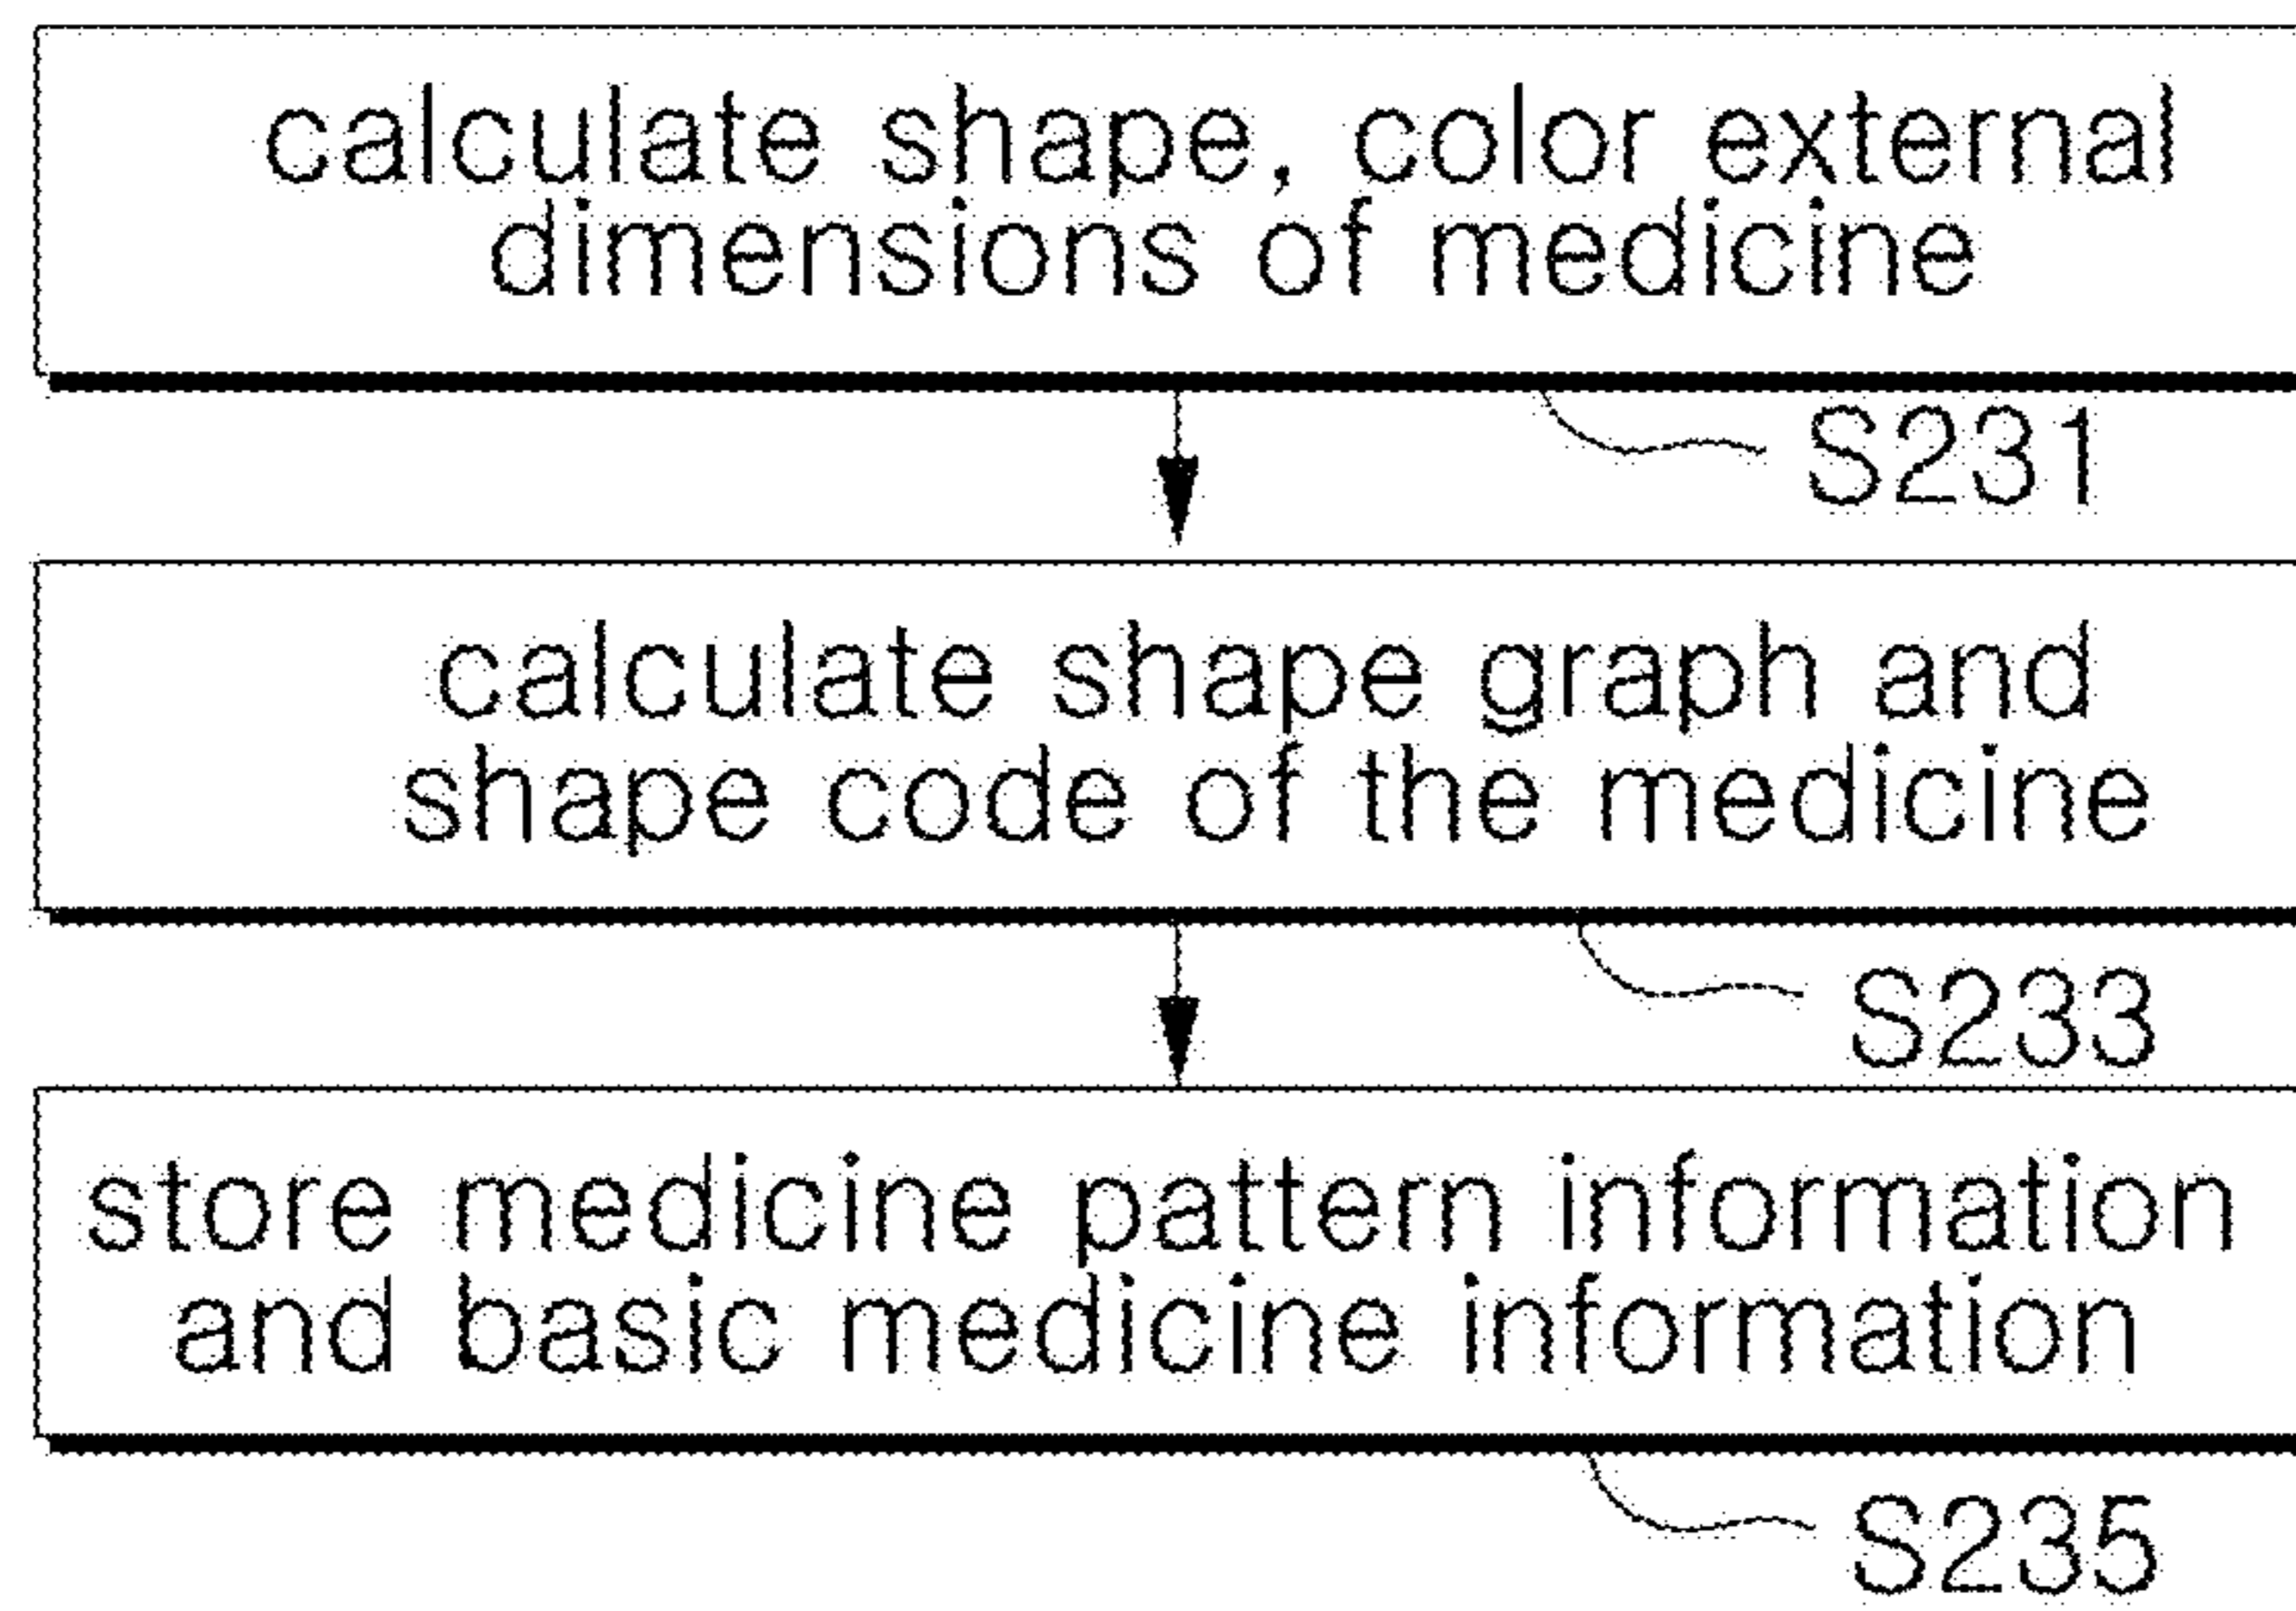 calculate shape, color external
dimensions of medicine
S231
calculate shape graph and
shape code of the medicine
S233
store medicine pattern information
and basic medicine information
S235